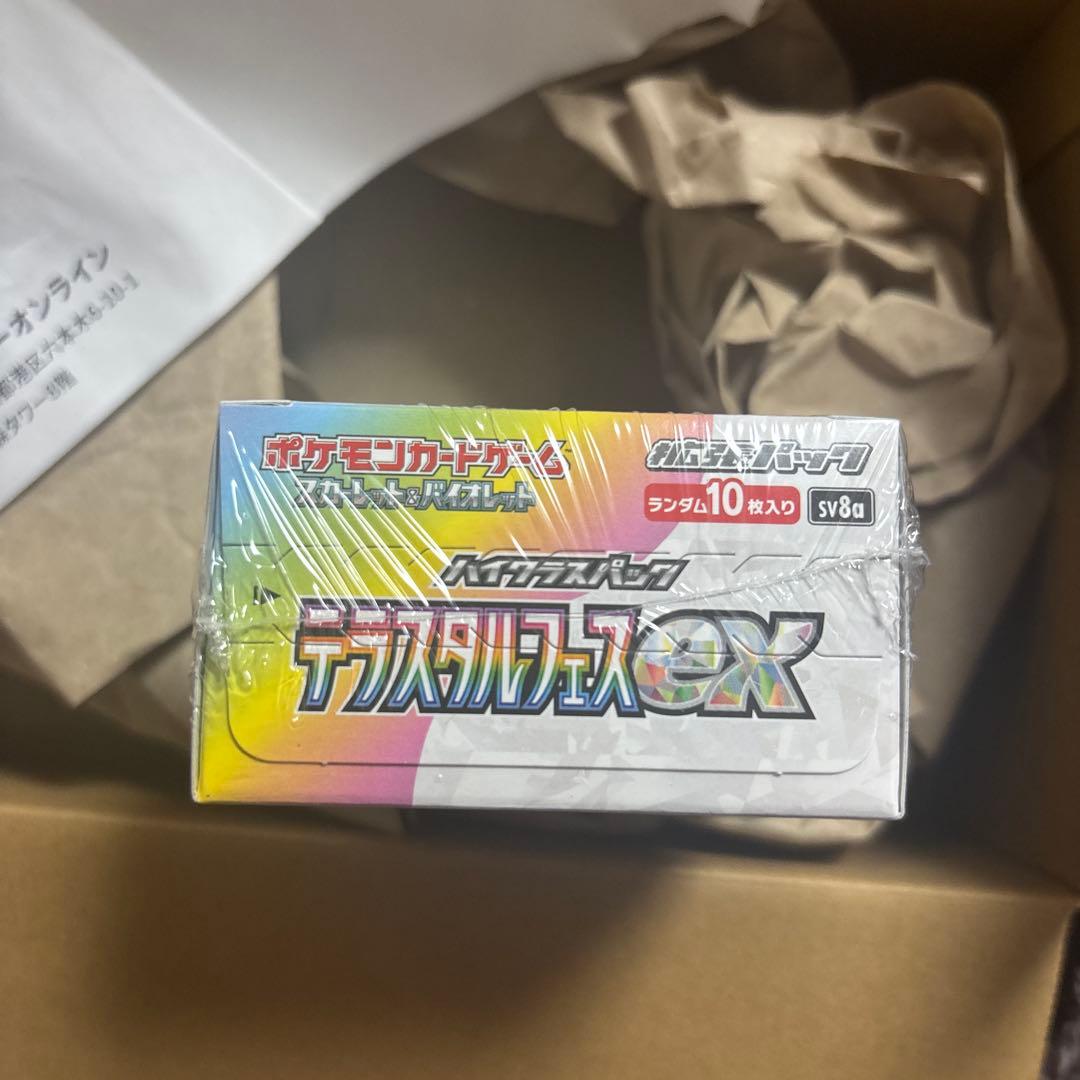 ーオンライン
都港区六本木6-10-1
タワー8階
ポケモンカードゲーム
スカーレット&バイオレット
拡張パック
ランダム10枚入り
SV8a
ハイクラスパック
テラスタルフェスex